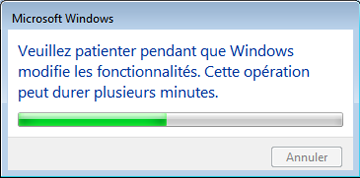 Microsoft Windows
Veuillez patienter pendant que Windows
modifie les fonctionnalités. Cette opération
peut durer plusieurs minutes.
Annuler